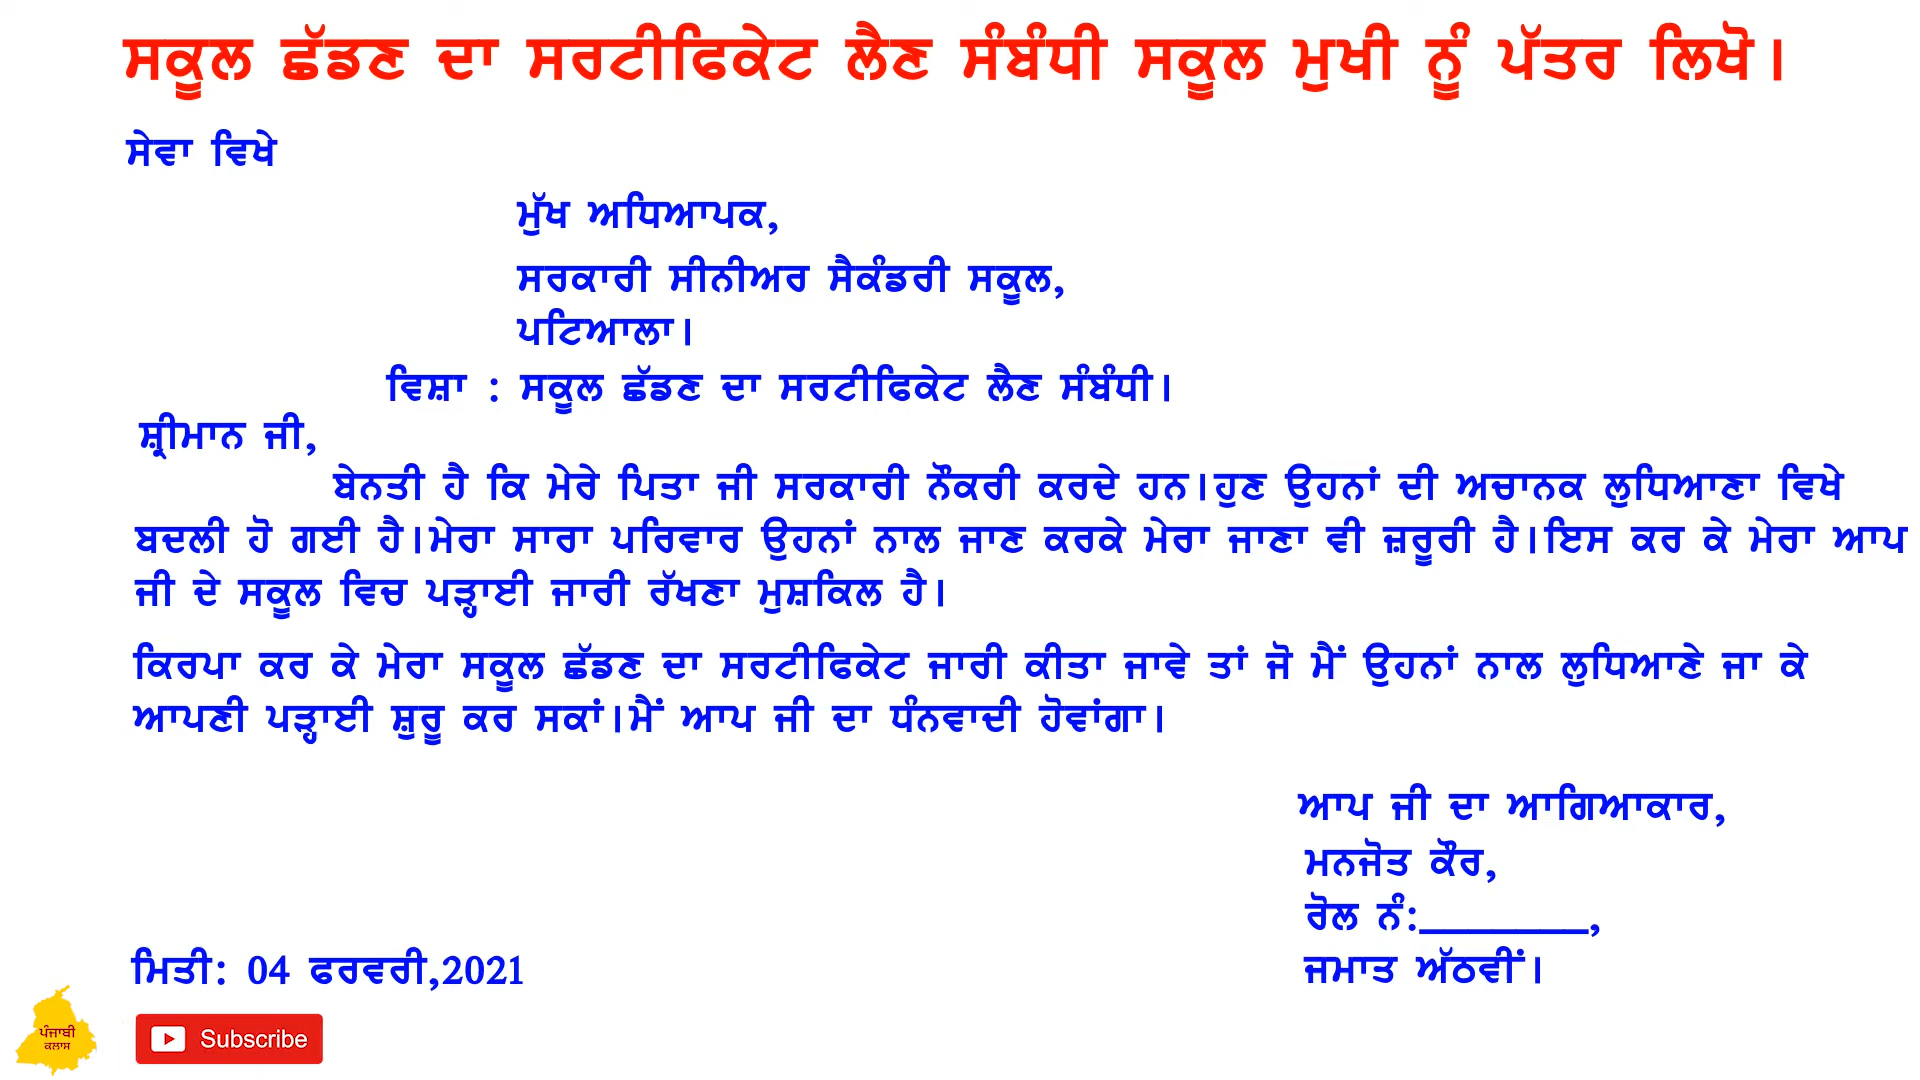 ਸਕੂਲ ਛੱਡਣ ਦਾ ਸਰਟੀਫਿਕੇਟ ਲੈਣ ਸੰਬੰਧੀ ਸਕੂਲ ਮੁਖੀ ਨੂੰ ਪੱਤਰ ਲਿਖੋ।
ਸੇਵਾ ਵਿਖੇ
ਮੁੱਖ ਅਧਿਆਪਕ,
ਸਰਕਾਰੀ ਸੀਨੀਅਰ ਸੈਕੰਡਰੀ ਸਕੂਲ,
ਪਟਿਆਲਾ।
ਵਿਸ਼ਾ : ਸਕੂਲ ਛੱਡਣ ਦਾ ਸਰਟੀਫਿਕੇਟ ਲੈਣ ਸੰਬੰਧੀ।
ਸ਼੍ਰੀਮਾਨ ਜੀ,
ਬੇਨਤੀ ਹੈ ਕਿ ਮੇਰੇ ਪਿਤਾ ਜੀ ਸਰਕਾਰੀ ਨੌਕਰੀ ਕਰਦੇ ਹਨ।ਹੁਣ ਉਹਨਾਂ ਦੀ ਅਚਾਨਕ ਲੁਧਿਆਣਾ ਵਿਖੇ
ਬਦਲੀ ਹੋ ਗਈ ਹੈ।ਮੇਰਾ ਸਾਰਾ ਪਰਿਵਾਰ ਉਹਨਾਂ ਨਾਲ ਜਾਣ ਕਰਕੇ ਮੇਰਾ ਜਾਣਾ ਵੀ ਜ਼ਰੂਰੀ ਹੈ।ਇਸ ਕਰ ਕੇ ਮੇਰਾ ਆਪ
ਜੀ ਦੇ ਸਕੂਲ ਵਿਚ ਪੜ੍ਹਾਈ ਜਾਰੀ ਰੱਖਣਾ ਮੁਸ਼ਕਿਲ ਹੈ।
ਕਿਰਪਾ ਕਰ ਕੇ ਮੇਰਾ ਸਕੂਲ ਛੱਡਣ ਦਾ ਸਰਟੀਫਿਕੇਟ ਜਾਰੀ ਕੀਤਾ ਜਾਵੇ ਤਾਂ ਜੋ ਮੈਂ ਉਹਨਾਂ ਨਾਲ ਲੁਧਿਆਣੇ ਜਾ ਕੇ
ਆਪਣੀ ਪੜ੍ਹਾਈ ਸ਼ੁਰੂ ਕਰ ਸਕਾਂ।ਮੈਂ ਆਪ ਜੀ ਦਾ ਧੰਨਵਾਦੀ ਹੋਵਾਂਗਾ।
ਆਪ ਜੀ ਦਾ ਆਗਿਆਕਾਰ,
ਮਨਜੋਤ ਕੌਰ,
ਰੋਲ ਨੰ:_______,
ਜਮਾਤ ਅੱਠਵੀਂ।
ਮਿਤੀ: 04 ਫਰਵਰੀ,2021
ਪੰਜਾਬੀ
ਕਲਾਸ
Subscribe